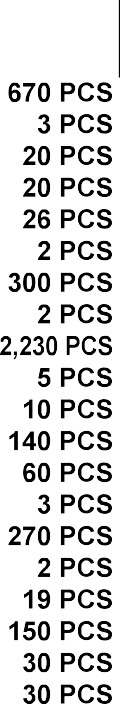 670 PCS
3 PCS
20 PCS
20 PCS
26 PCS
2 PCS
300 PCS
2 PCS
2,230 PCS
5 PCS
10 PCS
140 PCS
60 PCS
3 PCS
270 PCS
2 PCS
19 PCS
150 PCS
30 PCS
30 PCS